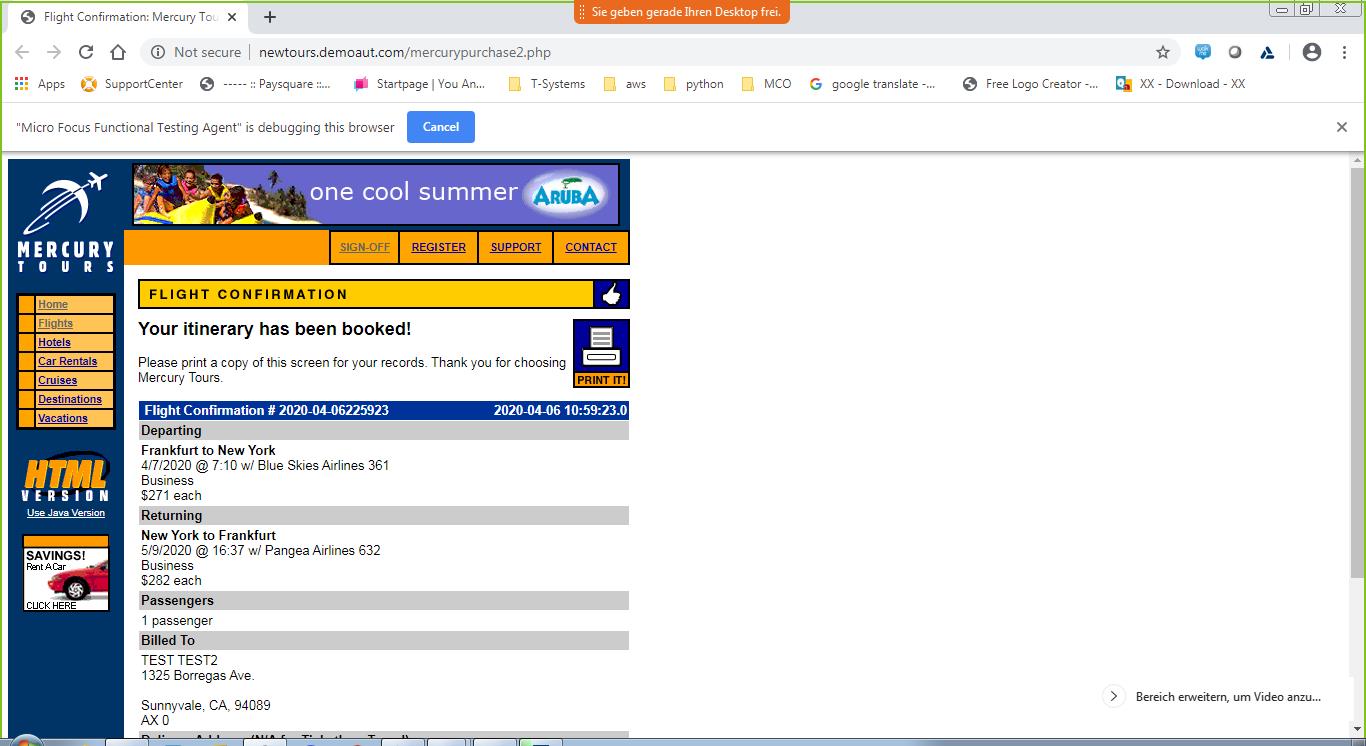 Flight Confirmation: Mercury Tou
Sie geben gerade Ihren Desktop frei.
Not secure | newtours.demoaut.com/mercurypurchase2.php
Apps SupportCenter ----- :: Paysquare ::... Startpage | You An... T-Systems aws python MCO google translate -... Free Logo Creator -... XX - Download - XX
"Micro Focus Functional Testing Agent" is debugging this browser Cancel
one cool summer ARUBA
MERCURY
TOURS
SIGN-OFF REGISTER SUPPORT CONTACT
FLIGHT CONFIRMATION
Home
Flights
Hotels
Car Rentals
Cruises
Destinations
Vacations
HTML
VERSION
Use Java Version
SAVINGS!
Rent A Car
CLICK HERE
Your itinerary has been booked!
Please print a copy of this screen for your records. Thank you for choosing
Mercury Tours.
PRINT IT!
Flight Confirmation # 2020-04-06225923 2020-04-06 10:59:23.0
Departing
Frankfurt to New York
4/7/2020 @ 7:10 w/ Blue Skies Airlines 361
Business
$271 each
Returning
New York to Frankfurt
5/9/2020 @ 16:37 w/ Pangea Airlines 632
Business
$282 each
Passengers
1 passenger
Billed To
TEST TEST2
1325 Borregas Ave.
Sunnyvale, CA, 94089
AX 0
Bereich erweitern, um Video anzu...